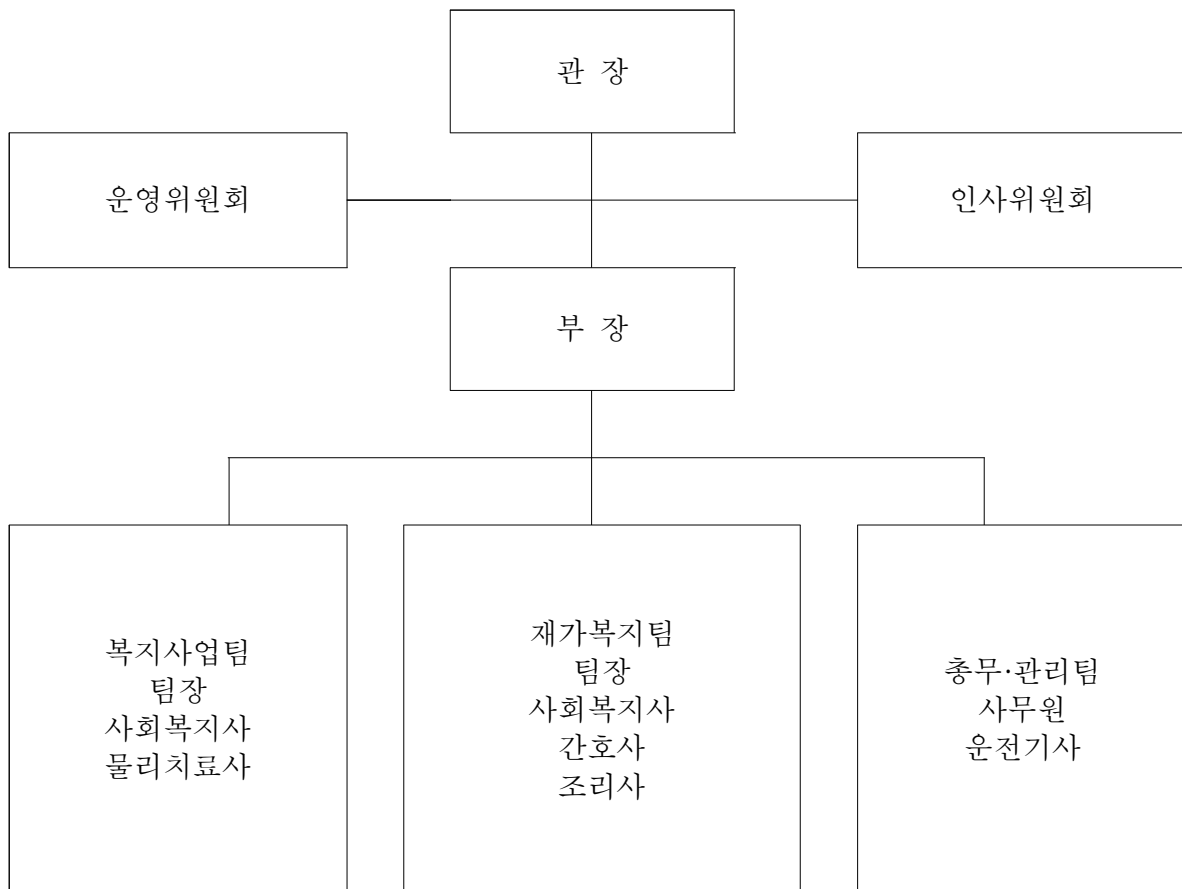 관 장
운영위원회
인사위원회
부 장
복지사업팀
팀장
사회복지사
물리치료사
재가복지팀
팀장
사회복지사
간호사
조리사
총무·관리팀
사무원
운전기사